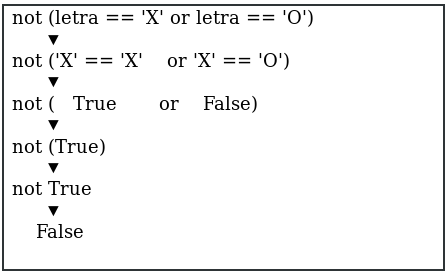 not (letra == 'X' or letra == 'O')
▼
not ('X' == 'X' or 'X' == 'O')
▼
not ( True or False)
▼
not (True)
▼
not True
▼
False